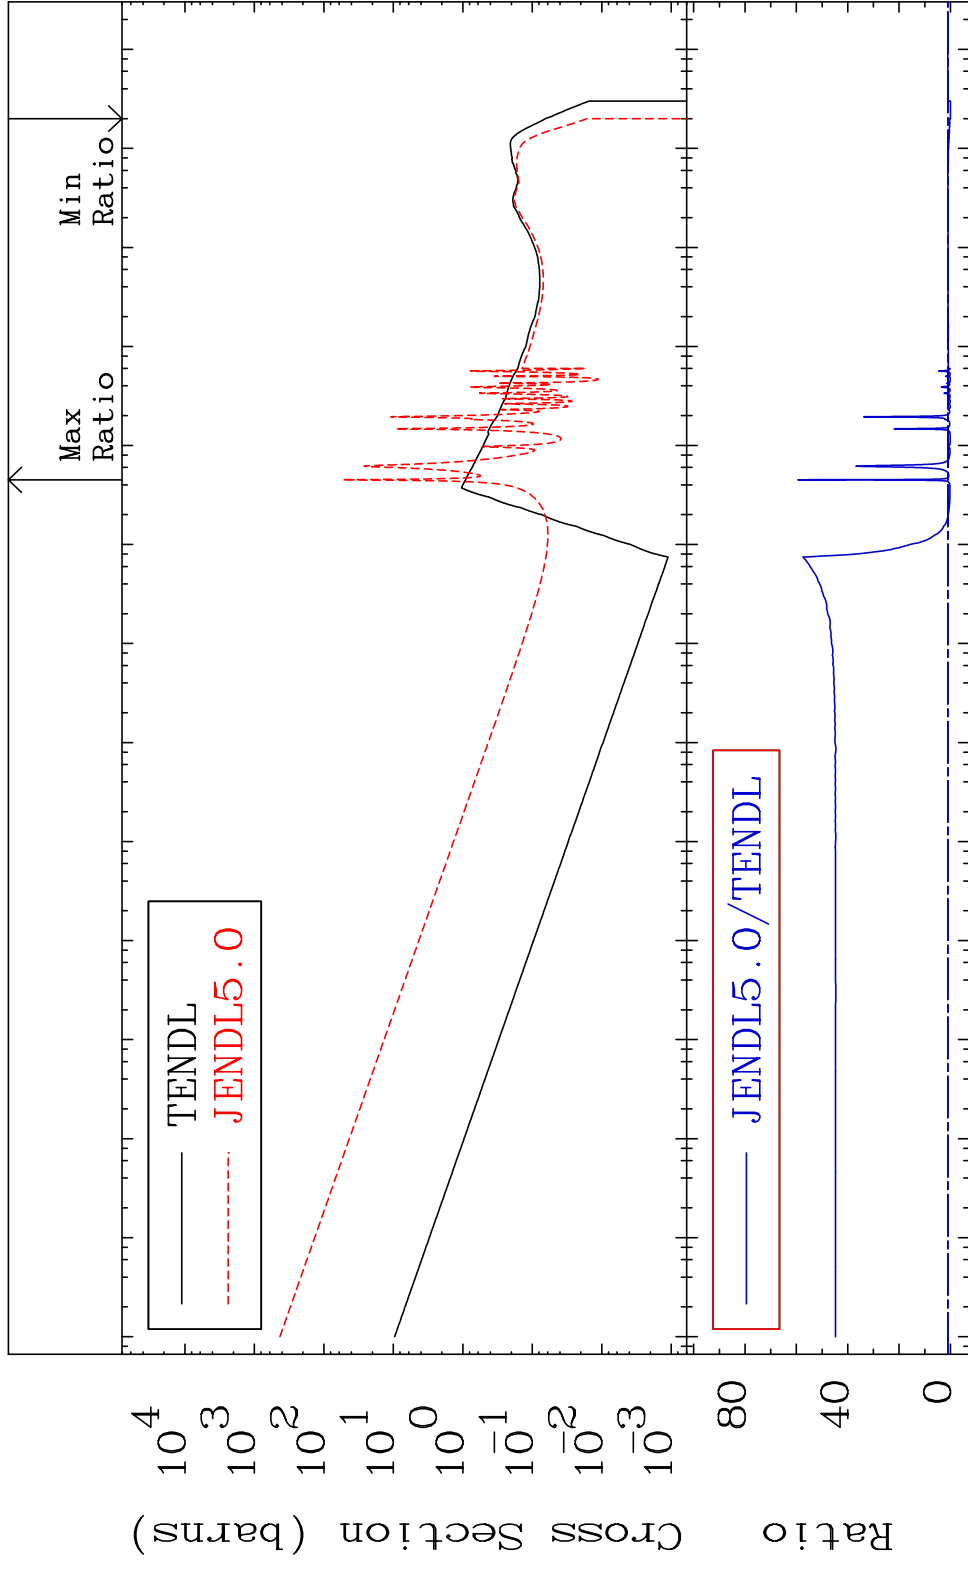 Max
Ratio
Min
Ratio
TENDL
JENDL5.0
Cross Section (barns)
10 4
10 3
10 2
10 1
10 0
10 -1
10 -2
10 -3
JENDL5.0/TENDL
Ratio
80
40
0